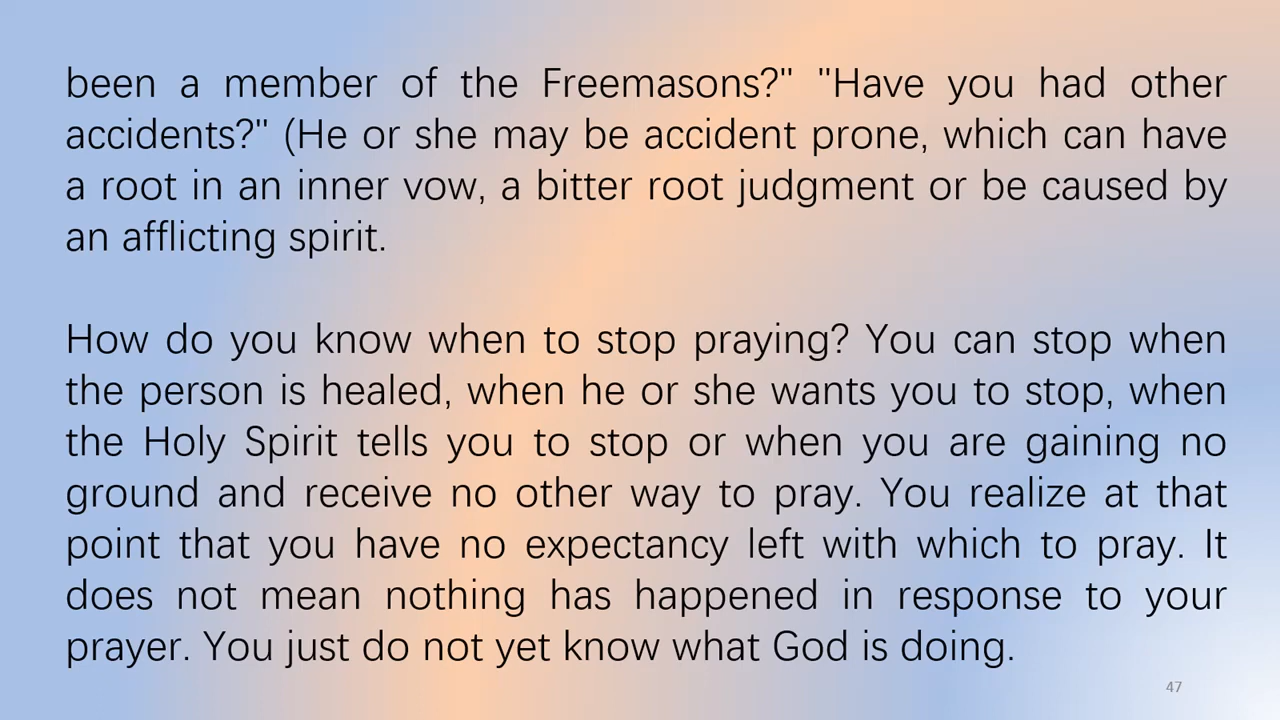 been a member of the Freemasons?" "Have you had other
accidents?" (He or she may be accident prone, which can have
a root in an inner vow, a bitter root judgment or be caused by
an afflicting spirit.
How do you know when to stop praying? You can stop when
the person is healed, when he or she wants you to stop, when
the Holy Spirit tells you to stop or when you are gaining no
ground and receive no other way to pray. You realize at that
point that you have no expectancy left with which to pray. It
does not mean nothing has happened in response to your
prayer. You just do not yet know what God is doing.
47